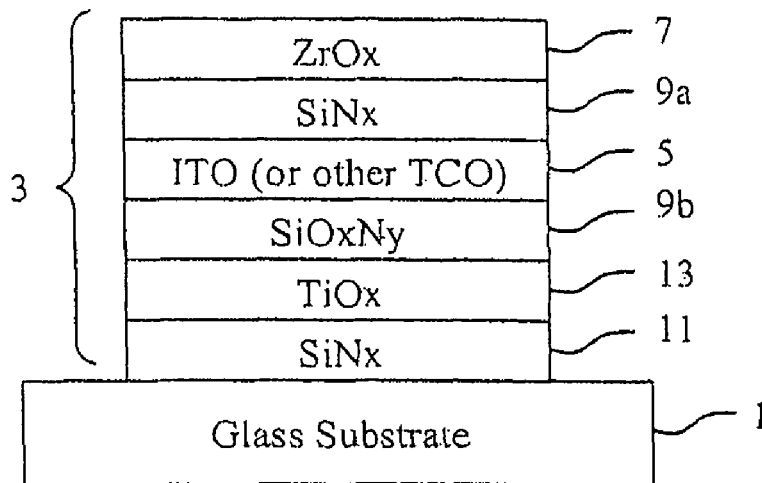 ZrOx 7
SiNx 9a
3 ITO (or other TCO) 5
SiOxNy 9b
TiOx 13
SiNx 11
Glass Substrate 1